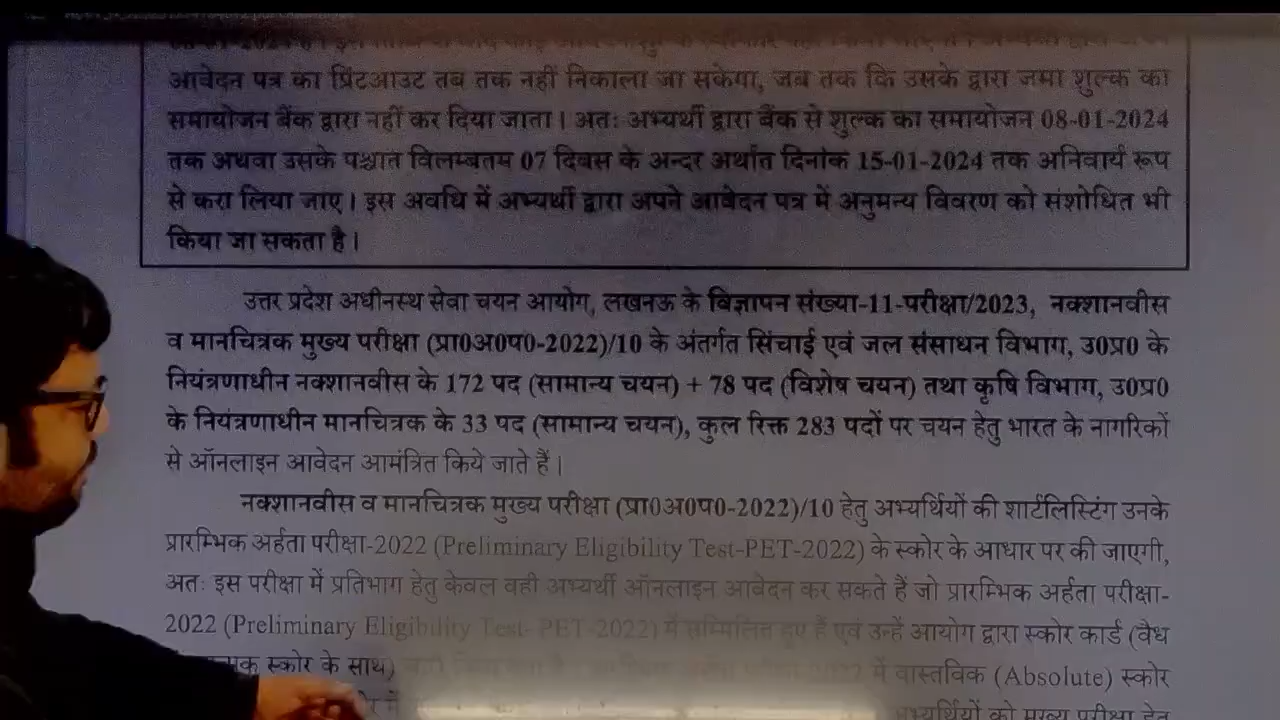 आवेदन पत्र का प्रिंटआउट तब तक नहीं निकाला जा सकेगा, जब तक कि उसके द्वारा जमा शुल्क का
समायोजन बैंक द्वारा नहीं कर दिया जाता। अतः अभ्यर्थी द्वारा बैंक से शुल्क का समायोजन 08-01-2024
तक अथवा उसके पश्चात विलम्बतम 07 दिवस के अन्दर अर्थात दिनांक 15-01-2024 तक अनिवार्य रूप
से करा लिया जाए। इस अवधि में अभ्यर्थी द्वारा अपने आवेदन पत्र में अनुमन्य विवरण को संशोधित भी
किया जा सकता है।
उत्तर प्रदेश अधीनस्थ सेवा चयन आयोग, लखनऊ के विज्ञापन संख्या-11-परीक्षा/2023, नक्शानवीस
व मानचित्रक मुख्य परीक्षा (प्रा0अ0प0-2022)/10 के अंतर्गत सिंचाई एवं जल संसाधन विभाग, उ0प्र0 के
नियंत्रणाधीन नक्शानवीस के 172 पद (सामान्य चयन) + 78 पद (विशेष चयन) तथा कृषि विभाग, उ0प्र0
के नियंत्रणाधीन मानचित्रक के 33 पद (सामान्य चयन), कुल रिक्त 283 पदों पर चयन हेतु भारत के नागरिकों
से ऑनलाइन आवेदन आमंत्रित किये जाते हैं।
नक्शानवीस व मानचित्रक मुख्य परीक्षा (प्रा0अ0प0-2022)/10 हेतु अभ्यर्थियों की शार्टलिस्टिंग उनके
प्रारम्भिक अर्हता परीक्षा-2022 (Preliminary Eligibility Test-PET-2022) के स्कोर के आधार पर की जाएगी,
अतः इस परीक्षा में प्रतिभाग हेतु केवल वही अभ्यर्थी ऑनलाइन आवेदन कर सकते हैं जो प्रारम्भिक अर्हता परीक्षा-
2022 (Preliminary Eligibility Test- PET-2022) में सम्मिलित हुए हैं एवं उन्हें आयोग द्वारा स्कोर कार्ड (वैध
स्कोर के साथ) में वास्तविक (Absolute) स्कोर
अभ्यर्थियों को मुख्य परीक्षा हेतु